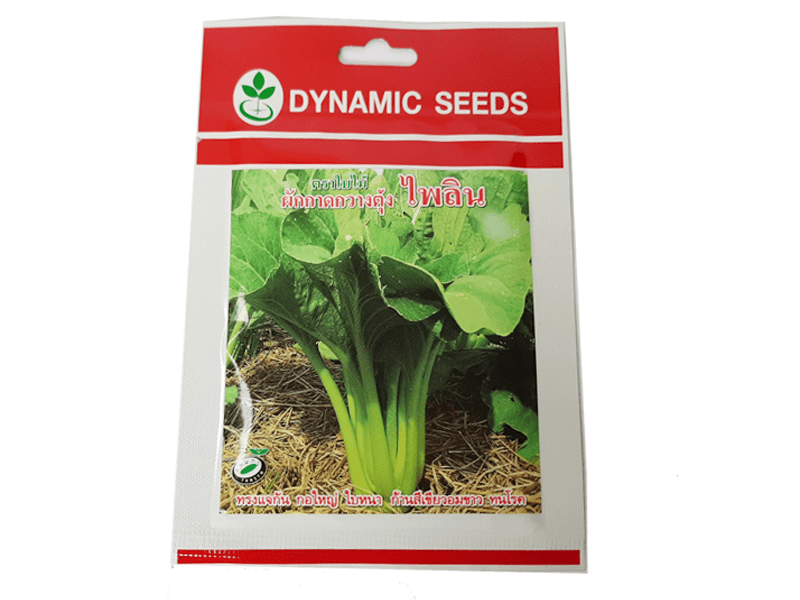 DYNAMIC SEEDS
ตราใบไม้
ผักกาดกวางตุ้ง ไพลิน
ทรงแจกัน กอใหญ่ ใบหนา ก้านสีเขียวอมขาว ทนโรค